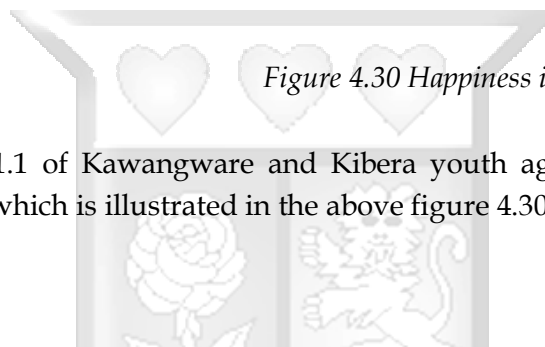 Figure 4.30 Happiness i
1.1 of Kawangware and Kibera youth ag
which is illustrated in the above figure 4.30